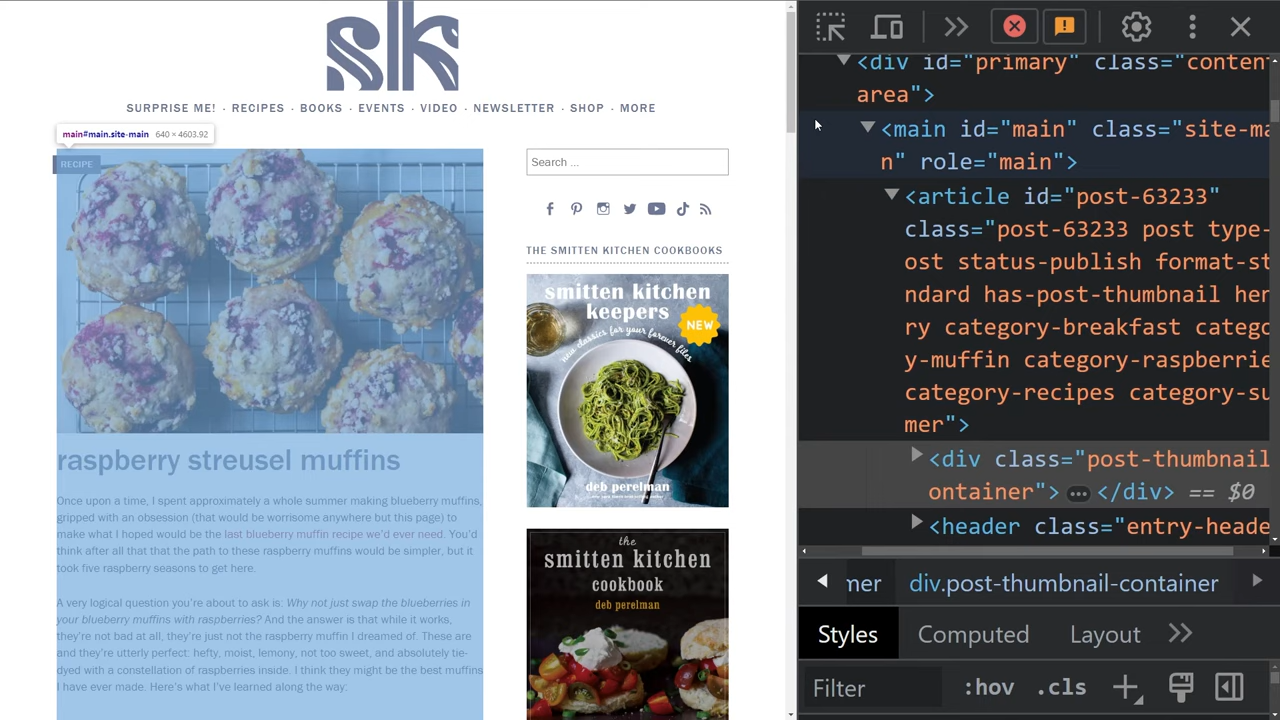 sk
SURPRISE ME! · RECIPES · BOOKS · EVENTS · VIDEO · NEWSLETTER · SHOP · MORE
main#main.site-main 640 × 4603.92
RECIPE
raspberry streusel muffins
Once upon a time, I spent approximately a whole summer making blueberry muffins,
gripped with an obsession (that would be worrisome anywhere but this page) to
make what I hoped would be the last blueberry muffin recipe we'd ever need. You'd
think after all that that the path to these raspberry muffins would be simpler, but it
took five raspberry seasons to get here.
A very logical question you're about to ask is: Why not just swap the blueberries in
your blueberry muffins with raspberries? And the answer is that while it works,
they're not bad at all, they're just not the raspberry muffin I dreamed of. These are
and they're utterly perfect: hefty, moist, lemony, not too sweet, and absolutely tie-
dyed with a constellation of raspberries inside. I think they might be the best muffins
I have ever made. Here's what I've learned along the way:
Search ...
THE SMITTEN KITCHEN COOKBOOKS
smitten kitchen
keepers
NEW
new classics for your forever files
deb perelman
the
smitten kitchen
cookbook
deb perelman
<div id="primary" class="content
area">
<main id="main" class="site-ma
n" role="main">
<article id="post-63233"
class="post-63233 post type-
ost status-publish format-st
ndard has-post-thumbnail hen
ry category-breakfast catego
y-muffin category-raspberrie
category-recipes category-su
mer">
<div class="post-thumbnail
ontainer"> … </div> == $0
<header class="entry-heade
mer div.post-thumbnail-container
Styles Computed Layout
Filter :hov .cls